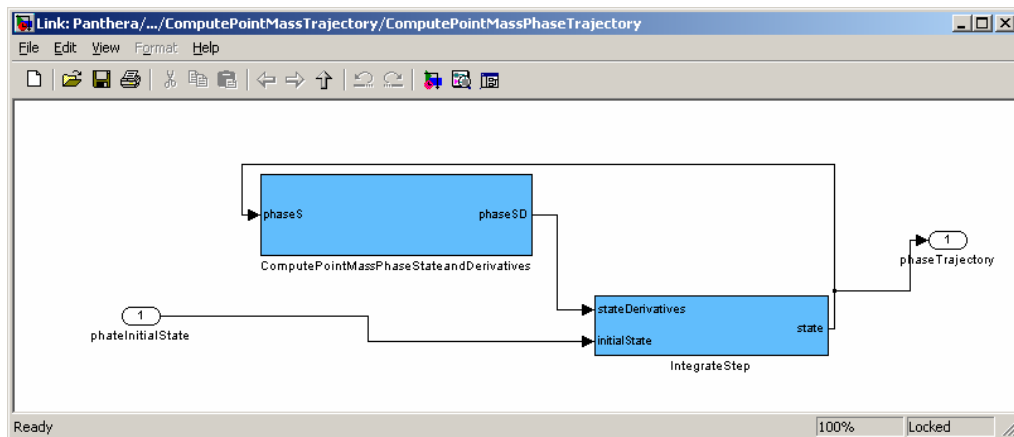 Link: Panthera/.../ComputePointMassTrajectory/ComputePointMassPhaseTrajectory
File Edit View Format Help
phaseS phaseSD
ComputePointMassPhaseStateandDerivatives
1
phaseTrajectory
1
phateInitialState
stateDerivatives
initialState
state
IntegrateStep
Ready 100% Locked